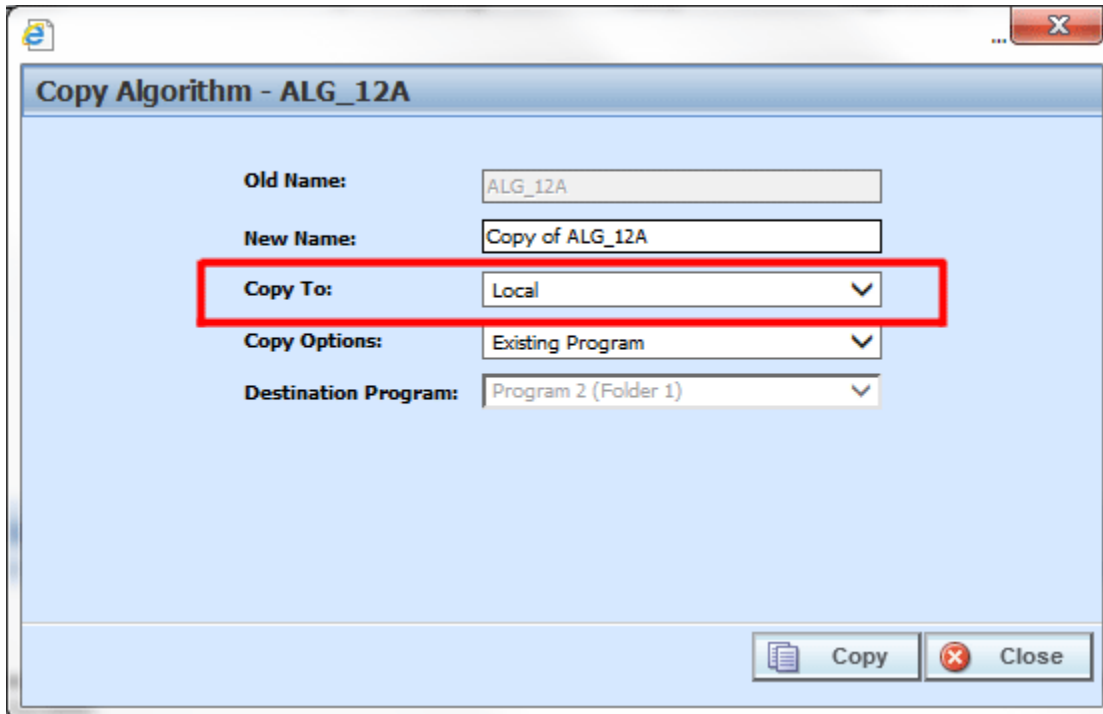 ...
Copy Algorithm - ALG_12A
Old Name: ALG_12A
New Name: Copy of ALG_12A
Copy To: Local
Copy Options: Existing Program
Destination Program: Program 2 (Folder 1)
Copy Close